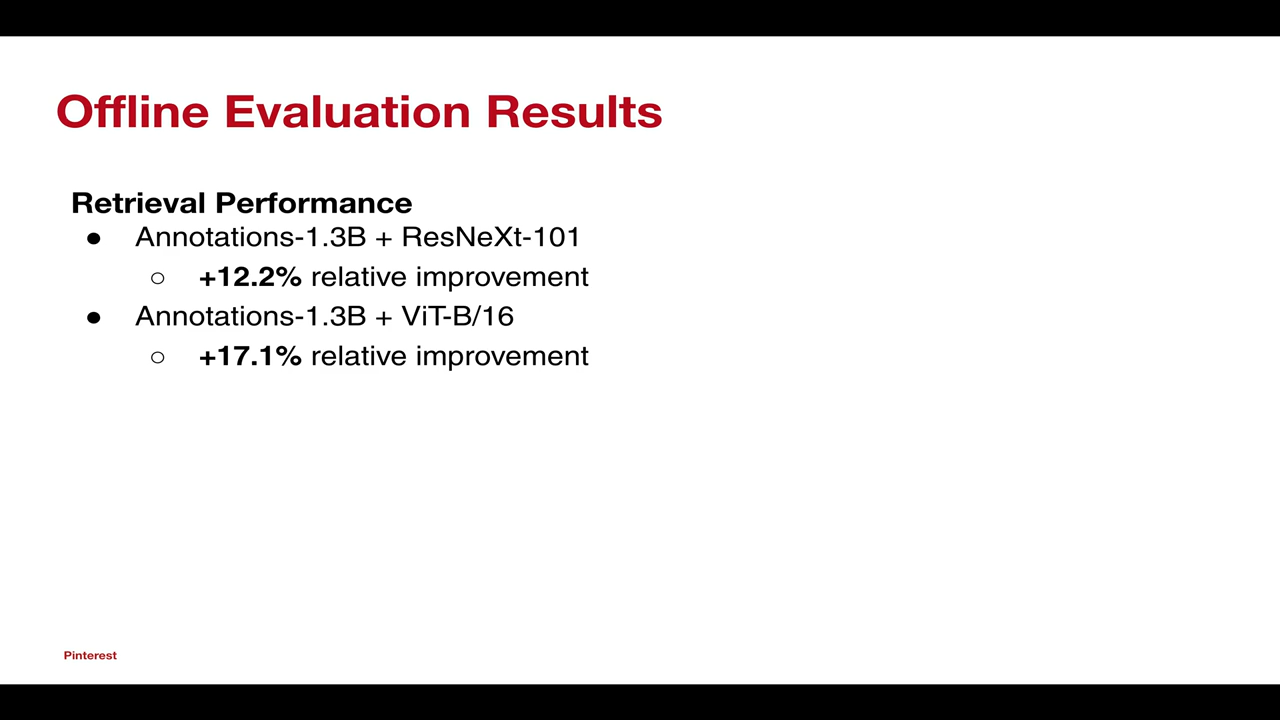 Offline Evaluation Results
Retrieval Performance
● Annotations-1.3B + ResNeXt-101
○ +12.2% relative improvement
● Annotations-1.3B + ViT-B/16
○ +17.1% relative improvement
Pinterest